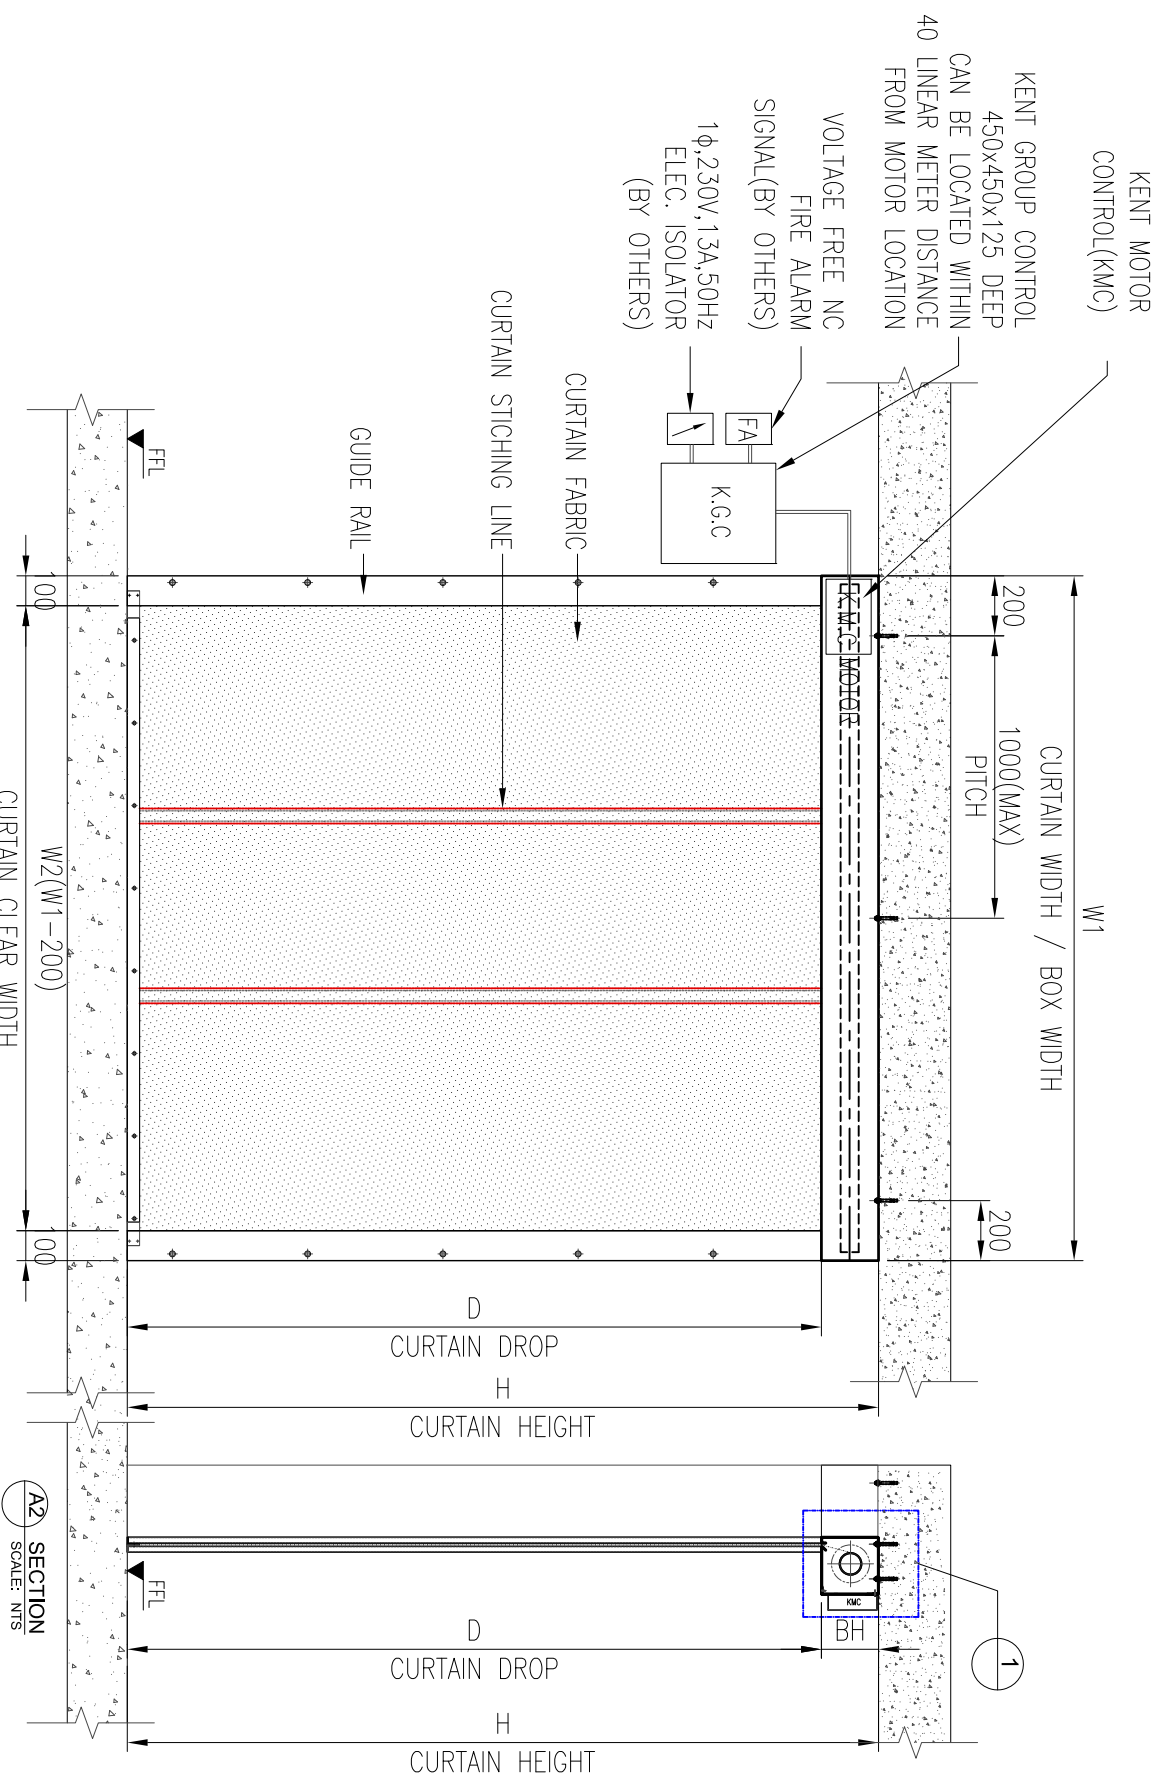 KENT MOTOR
CONTROL(KMC)
KENT GROUP CONTROL
450x450x125 DEEP
CAN BE LOCATED WITHIN
40 LINEAR METER DISTANCE
FROM MOTOR LOCATION
VOLTAGE FREE NC
FIRE ALARM
SIGNAL(BY OTHERS)
1ϕ,230V,13A,50Hz
ELEC. ISOLATOR
(BY OTHERS)
CURTAIN STICHING LINE
CURTAIN FABRIC
GUIDE RAIL
FFL
FA
K.G.C
K.M.C
MOTOR
W1
CURTAIN WIDTH / BOX WIDTH
200
1000(MAX)
PITCH
200
100
W2(W1-200)
CURTAIN CLEAR WIDTH
100
D
CURTAIN DROP
H
CURTAIN HEIGHT
1
KMC
BH
D
CURTAIN DROP
H
CURTAIN HEIGHT
FFL
A2
SECTION
SCALE: NTS